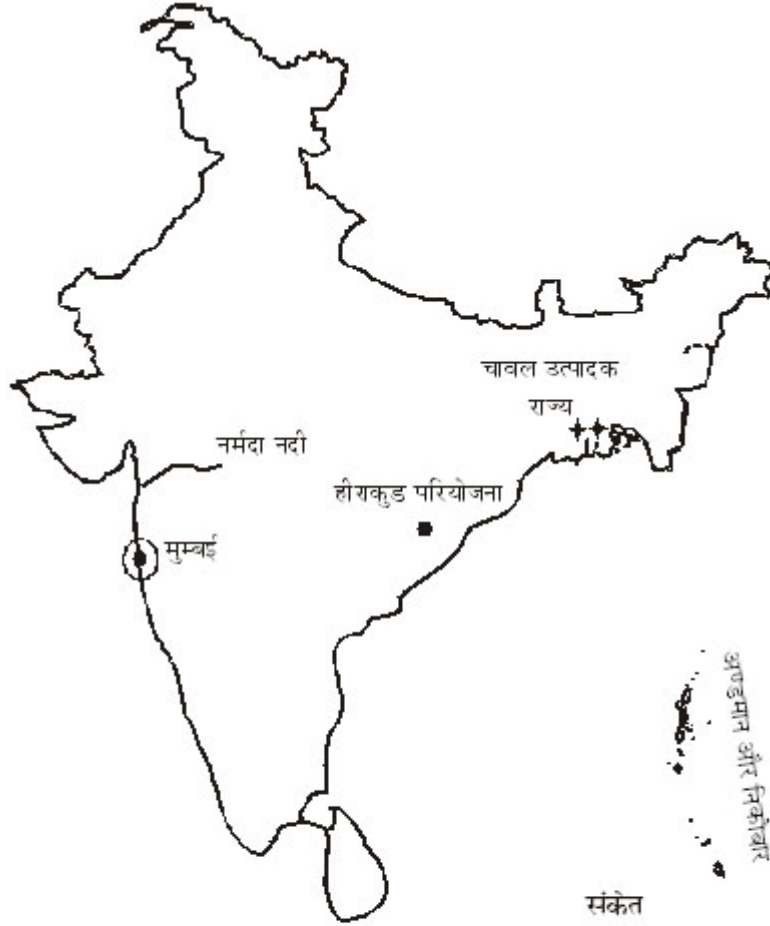 चावल उत्पादक
राज्य
नर्मदा नदी
हीराकुड परियोजना
मुम्बई
अण्डमान और निकोबार
संकेत